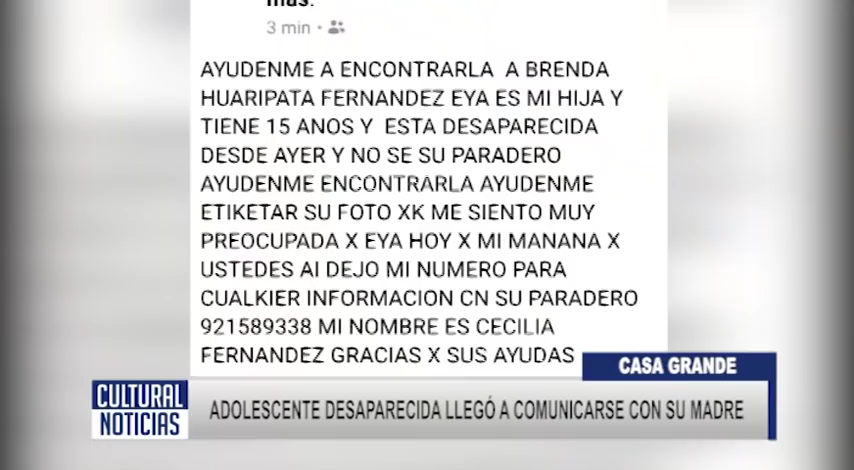 mas.
3 min
AYUDENME A ENCONTRARLA A BRENDA
HUARIPATA FERNANDEZ EYA ES MI HIJA Y
TIENE 15 ANOS Y ESTA DESAPARECIDA
DESDE AYER Y NO SE SU PARADERO
AYUDENME ENCONTRARLA AYUDENME
ETIKETAR SU FOTO XK ME SIENTO MUY
PREOCUPADA X EYA HOY X MI MANANA X
USTEDES AI DEJO MI NUMERO PARA
CUALKIER INFORMACION CN SU PARADERO
921589338 MI NOMBRE ES CECILIA
FERNANDEZ GRACIAS X SUS AYUDAS
CASA GRANDE
CULTURAL
NOTICIAS
ADOLESCENTE DESAPARECIDA LLEGÓ A COMUNICARSE CON SU MADRE